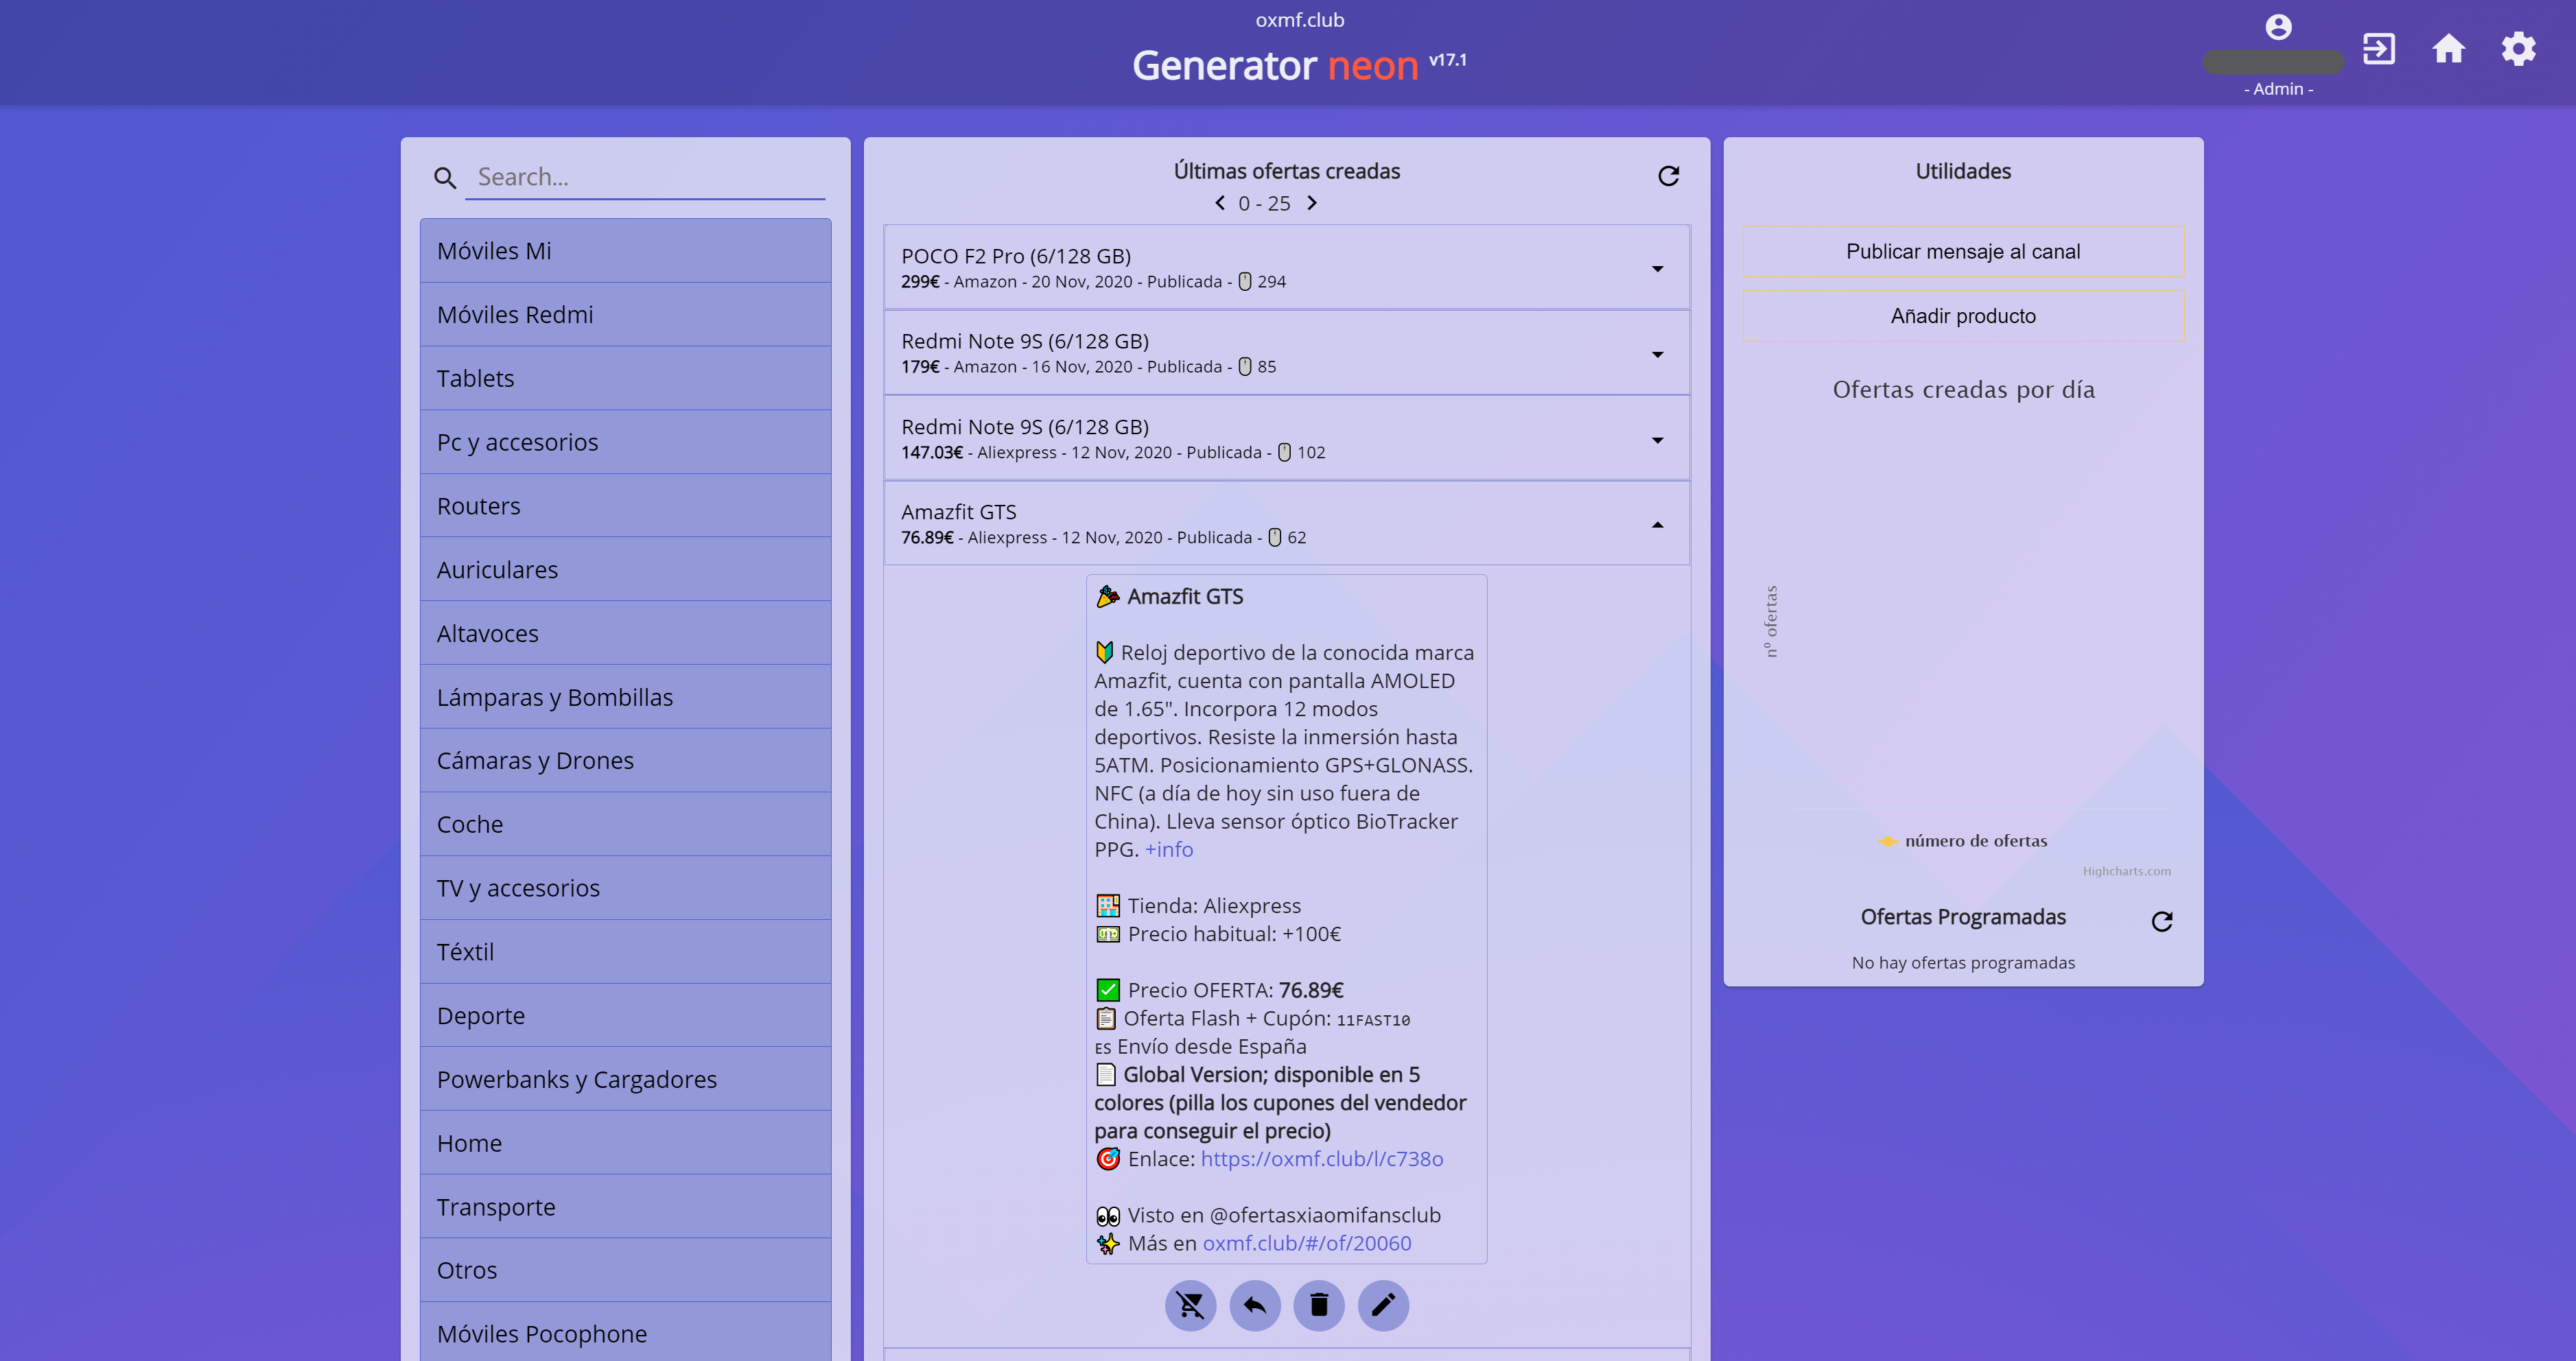 oxmf.club
Generator neon v17.1
- Admin -
Search...
Móviles Mi
Móviles Redmi
Tablets
Pc y accesorios
Routers
Auriculares
Altavoces
Lámparas y Bombillas
Cámaras y Drones
Coche
TV y accesorios
Téxtil
Deporte
Powerbanks y Cargadores
Home
Transporte
Otros
Móviles Pocophone
Últimas ofertas creadas
0 - 25
POCO F2 Pro (6/128 GB)
299€ - Amazon - 20 Nov, 2020 - Publicada - 294
Redmi Note 9S (6/128 GB)
179€ - Amazon - 16 Nov, 2020 - Publicada - 85
Redmi Note 9S (6/128 GB)
147.03€ - Aliexpress - 12 Nov, 2020 - Publicada - 102
Amazfit GTS
76.89€ - Aliexpress - 12 Nov, 2020 - Publicada - 62
Amazfit GTS
Reloj deportivo de la conocida marca
Amazfit, cuenta con pantalla AMOLED
de 1.65". Incorpora 12 modos
deportivos. Resiste la inmersión hasta
5ATM. Posicionamiento GPS+GLONASS.
NFC (a día de hoy sin uso fuera de
China). Lleva sensor óptico BioTracker
PPG. +info
Tienda: Aliexpress
Precio habitual: +100€
Precio OFERTA: 76.89€
Oferta Flash + Cupón: 11FAST10
ES Envío desde España
Global Version; disponible en 5
colores (pilla los cupones del vendedor
para conseguir el precio)
Enlace: https://oxmf.club/l/c738o
Visto en @ofertasxiaomifansclub
Más en oxmf.club/#/of/20060
Utilidades
Publicar mensaje al canal
Añadir producto
Ofertas creadas por día
nº ofertas
número de ofertas
Highcharts.com
Ofertas Programadas
No hay ofertas programadas